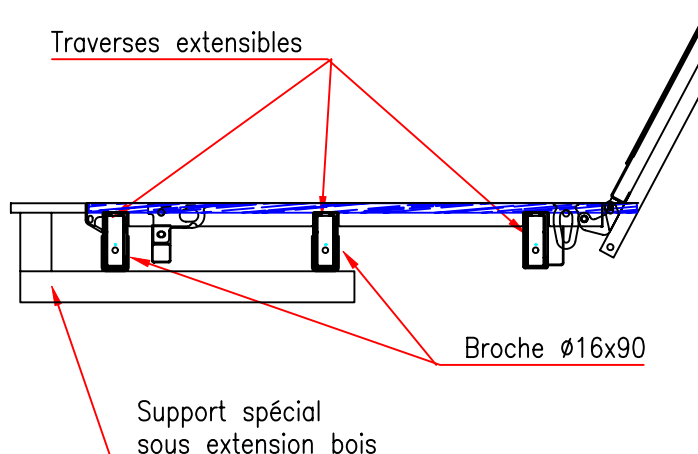 Traverses extensibles
Broche ø16x90
Support spécial
sous extension bois